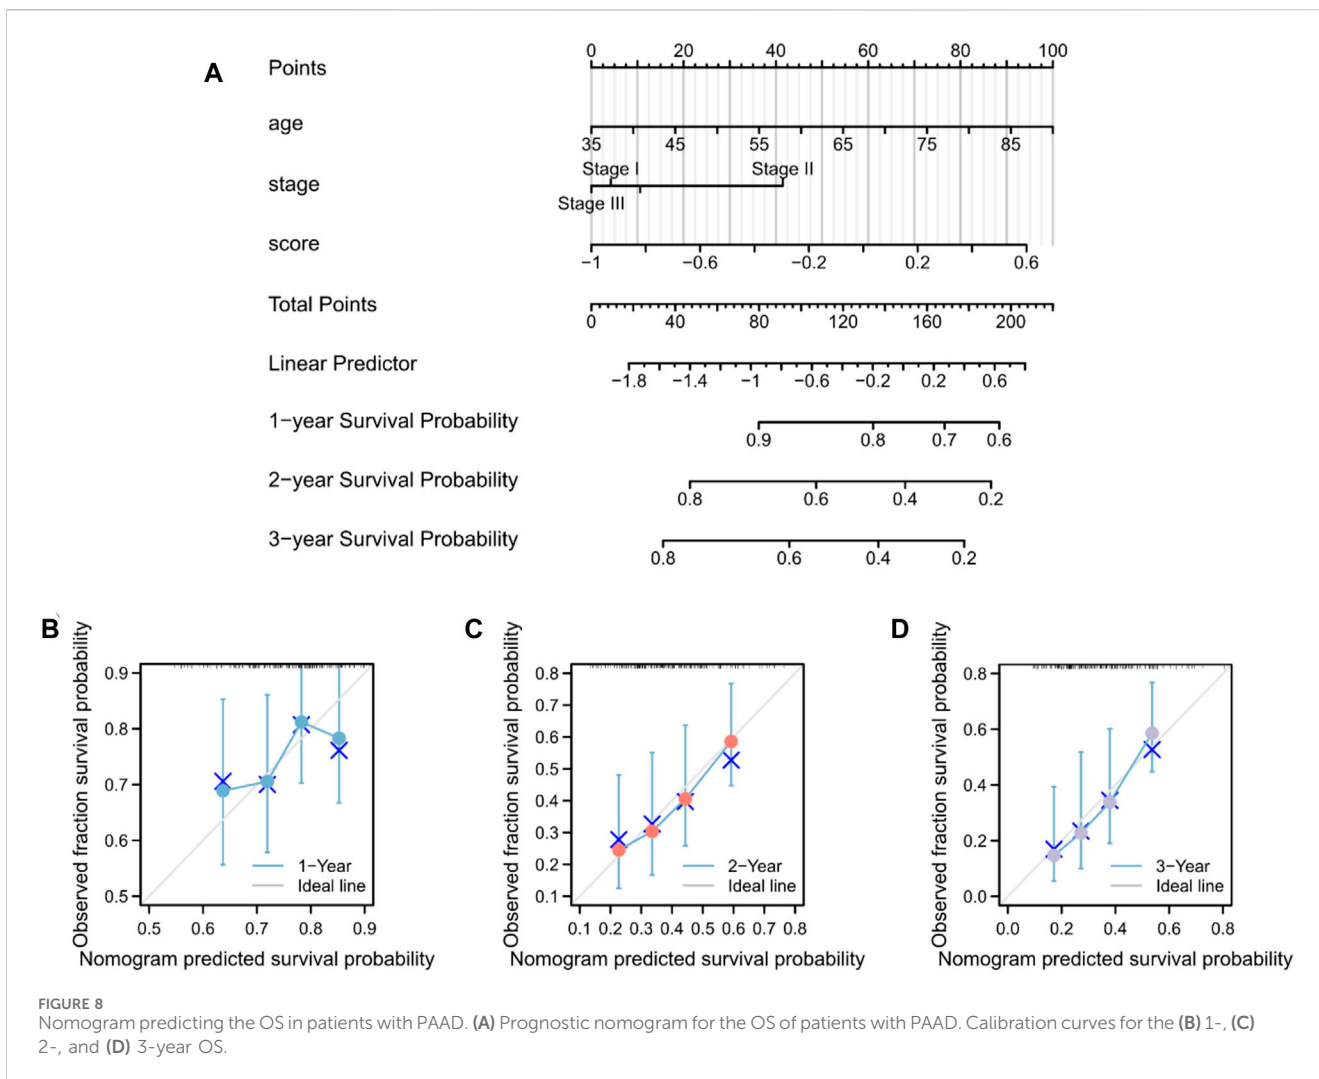 A
Points
0 20 40 60 80 100
age
35 45 55 65 75 85
Stage I Stage II
stage
Stage III
score
−1 −0.6 −0.2 0.2 0.6
Total Points
0 40 80 120 160 200
Linear Predictor
−1.8 −1.4 −1 −0.6 −0.2 0.2 0.6
1−year Survival Probability
0.9 0.8 0.7 0.6
2−year Survival Probability
0.8 0.6 0.4 0.2
3−year Survival Probability
0.8 0.6 0.4 0.2
B
Observed fraction survival probability
0.9
0.8
0.7
0.6
0.5
1−Year
Ideal line
0.5 0.6 0.7 0.8 0.9
Nomogram predicted survival probability
C
Observed fraction survival probability
0.8
0.7
0.6
0.5
0.4
0.3
0.2
0.1
2−Year
Ideal line
0.1 0.2 0.3 0.4 0.5 0.6 0.7 0.8
Nomogram predicted survival probability
D
Observed fraction survival probability
0.8
0.6
0.4
0.2
0.0
3−Year
Ideal line
0.0 0.2 0.4 0.6 0.8
Nomogram predicted survival probability
FIGURE 8
Nomogram predicting the OS in patients with PAAD. (A) Prognostic nomogram for the OS of patients with PAAD. Calibration curves for the (B) 1-, (C)
2-, and (D) 3-year OS.